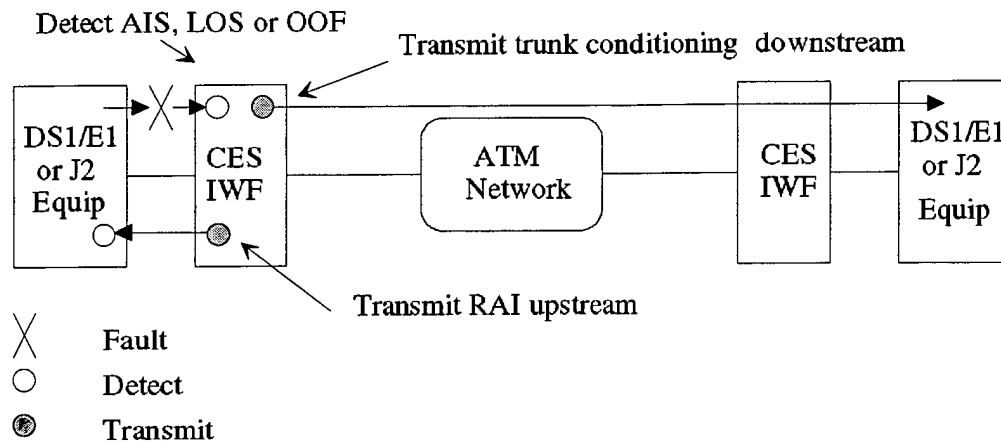 Detect AIS, LOS or OOF
Transmit trunk conditioning downstream
DS1/E1
or J2
Equip
CES
IWF
ATM
Network
CES
IWF
DS1/E1
or J2
Equip
Transmit RAI upstream
Fault
Detect
Transmit